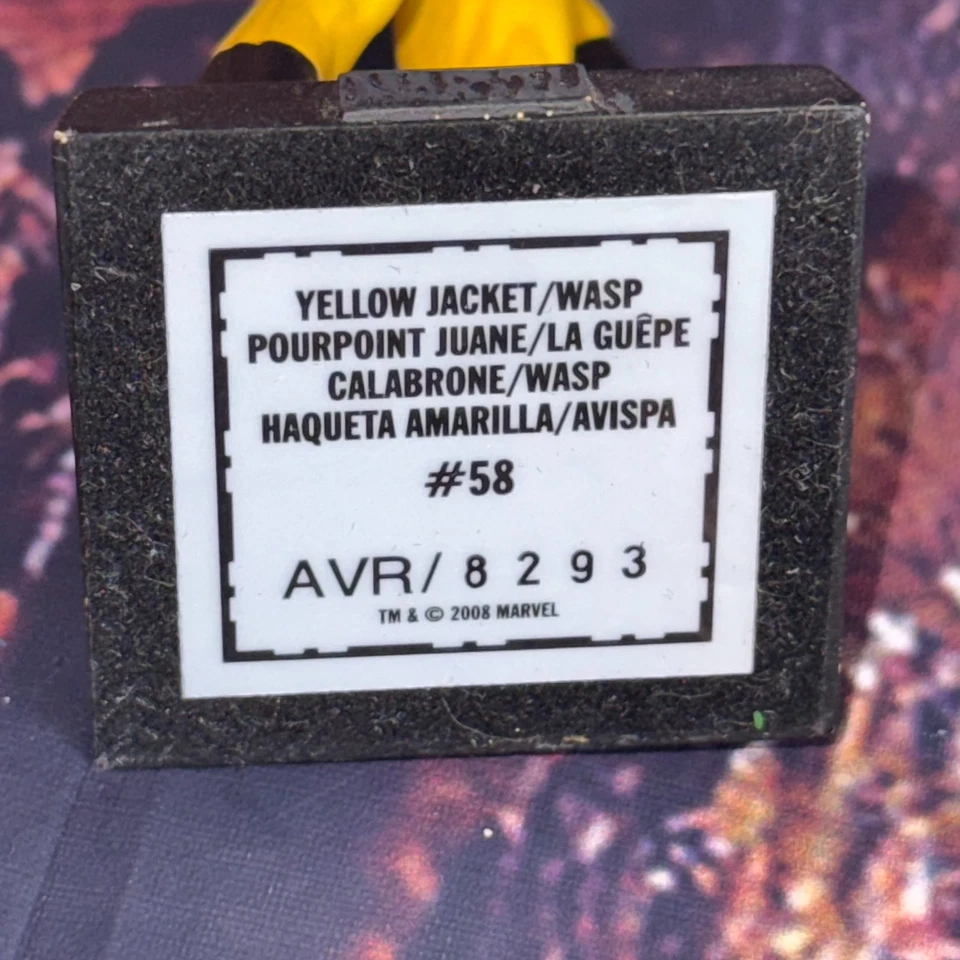 YELLOW JACKET/WASP
POURPOINT JUANE/LA GUÊPE
CALABRONE/WASP
HAQUETA AMARILLA/AVISPA
#58
AVR/ 8 2 9 3
TM & © 2008 MARVEL